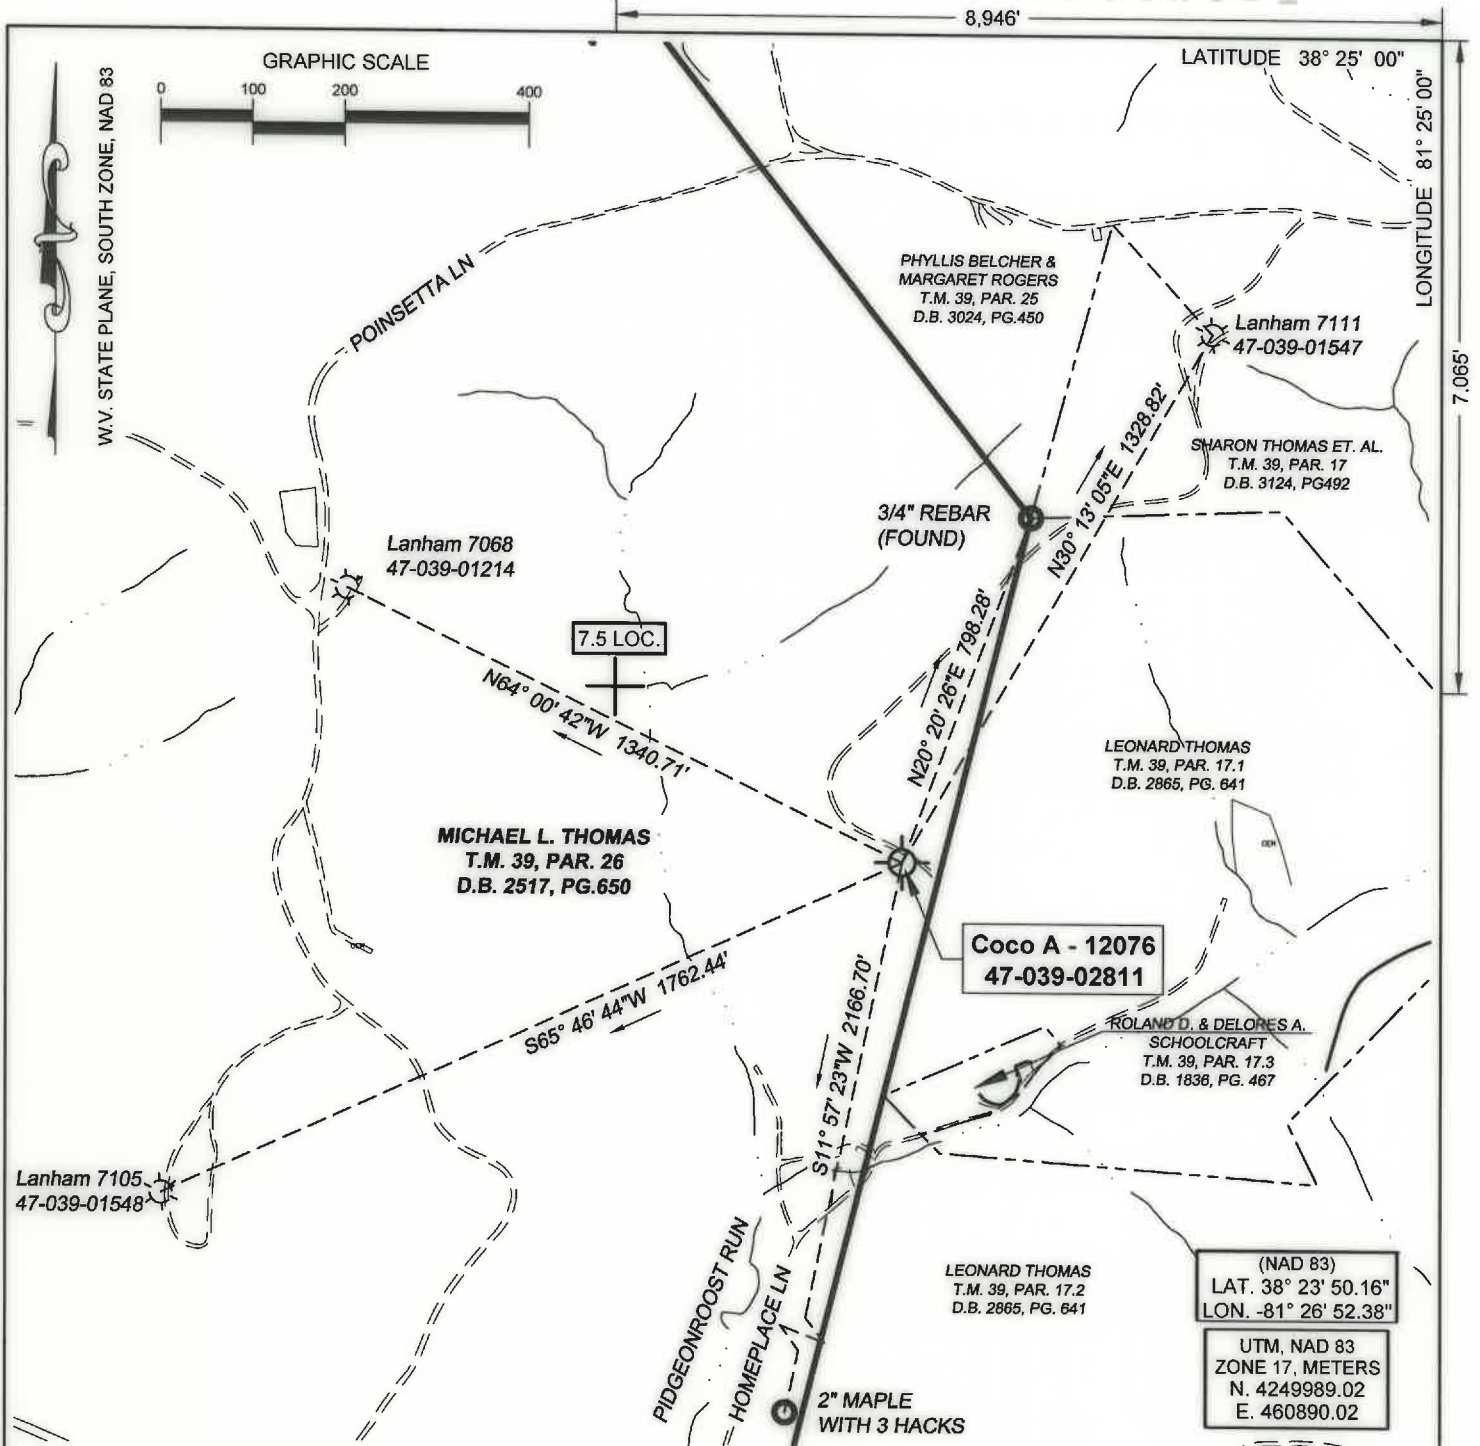 8,946'
LATITUDE 38° 25' 00"
LONGITUDE 81° 25' 00"
7,065'
GRAPHIC SCALE
0 100 200 400
W.V. STATE PLANE, SOUTH ZONE, NAD 83
POINSETTA LN
PHYLLIS BELCHER &
MARGARET ROGERS
T.M. 39, PAR. 25
D.B. 3024, PG.450
Lanham 7111
47-039-01547
N30° 13' 05"E 1328.82'
SHARON THOMAS ET. AL.
T.M. 39, PAR. 17
D.B. 3124, PG492
3/4" REBAR
(FOUND)
Lanham 7068
47-039-01214
7.5 LOC.
N64° 00' 42"W 1340.71'
N20° 20' 26"E 798.28'
LEONARD THOMAS
T.M. 39, PAR. 17.1
D.B. 2865, PG. 641
MICHAEL L. THOMAS
T.M. 39, PAR. 26
D.B. 2517, PG.650
Coco A - 12076
47-039-02811
S65° 46' 44"W 1762.44'
S11° 57' 23"W 2166.70'
ROLAND D. & DELORES A.
SCHOOLCRAFT
T.M. 39, PAR. 17.3
D.B. 1836, PG. 467
Lanham 7105
47-039-01548
PIDGEONROOST RUN
HOMEPLACE LN
LEONARD THOMAS
T.M. 39, PAR. 17.2
D.B. 2865, PG. 641
(NAD 83)
LAT. 38° 23' 50.16"
LON. -81° 26' 52.38"
UTM, NAD 83
ZONE 17, METERS
N. 4249989.02
E. 460890.02
2" MAPLE
WITH 3 HACKS